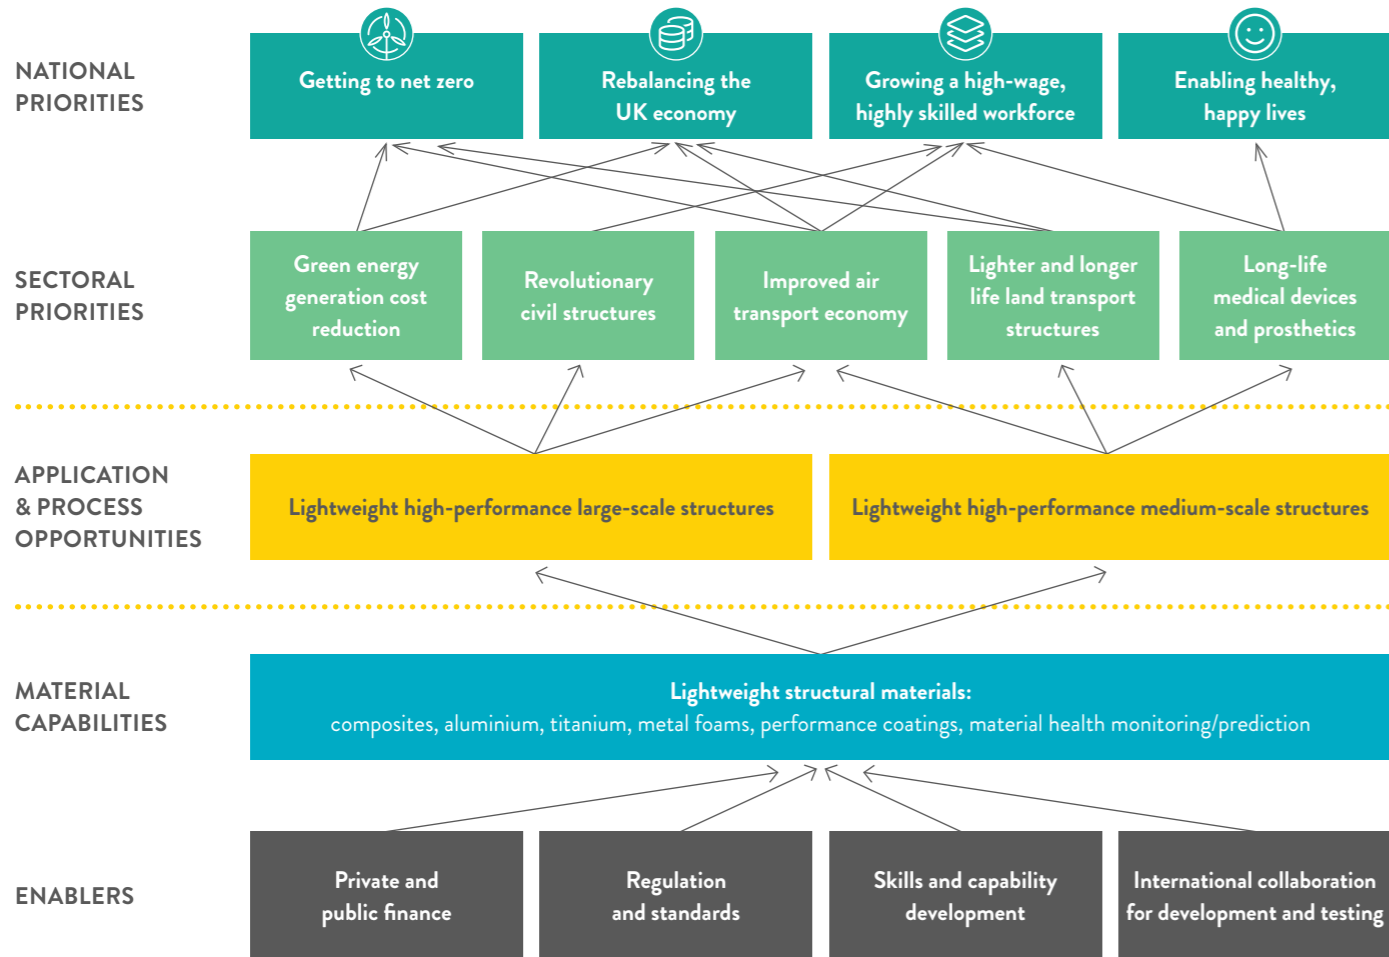 NATIONAL
PRIORITIES
Getting to net zero
Rebalancing the
UK economy
Growing a high-wage,
highly skilled workforce
Enabling healthy,
happy lives
SECTORAL
PRIORITIES
Green energy
generation cost
reduction
Revolutionary
civil structures
Improved air
transport economy
Lighter and longer
life land transport
structures
Long-life
medical devices
and prosthetics
APPLICATION
& PROCESS
OPPORTUNITIES
Lightweight high-performance large-scale structures
Lightweight high-performance medium-scale structures
MATERIAL
CAPABILITIES
Lightweight structural materials:
composites, aluminium, titanium, metal foams, performance coatings, material health monitoring/prediction
ENABLERS
Private and
public finance
Regulation
and standards
Skills and capability
development
International collaboration
for development and testing